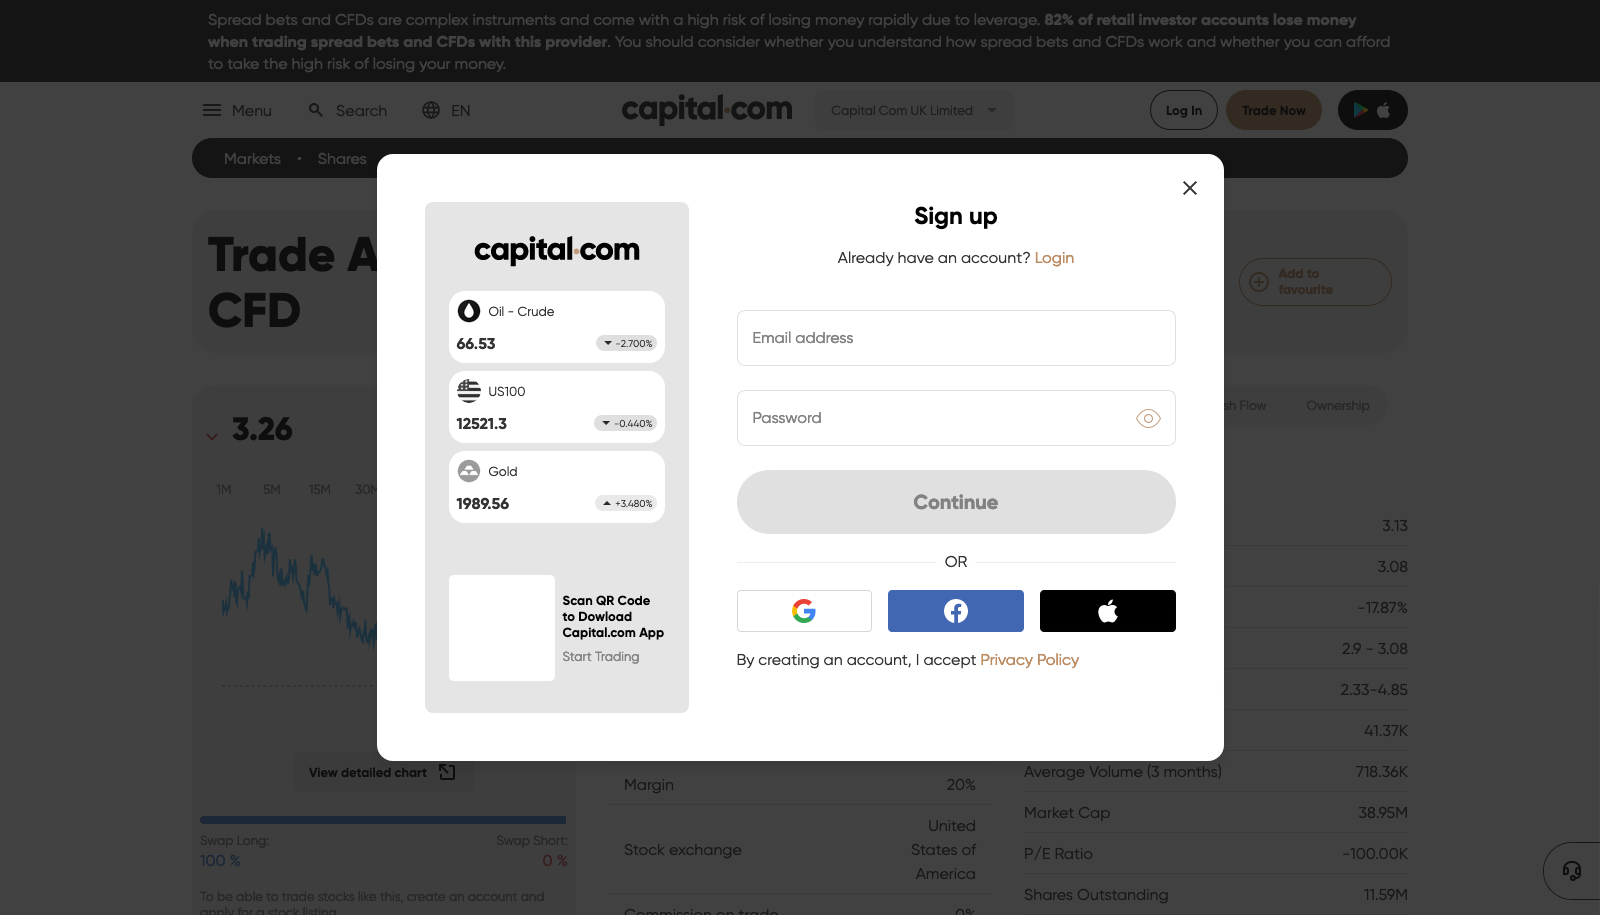 Spread bets and CFDs are complex instruments and come with a high risk of losing money rapidly due to leverage. 82% of retail investor accounts lose money
when trading spread bets and CFDs with this provider. You should consider whether you understand how spread bets and CFDs work and whether you can afford
to take the high risk of losing your money.
Menu
Search
EN
capital.com
Capital Com UK Limited
Log In
Trade Now
Markets • Shares
Trade A
CFD
Add to
favourite
3.26
1M 5M 15M 30M
View detailed chart
Swap Long:
100 %
Swap Short:
0 %
To be able to trade stocks like this, create an account and
apply for a stock listing
capital.com
Oil - Crude
66.53
-2.700%
US100
12521.3
-0.440%
Gold
1989.56
+3.480%
Scan QR Code
to Dowload
Capital.com App
Start Trading
Sign up
Already have an account? Login
Email address
Password
Continue
OR
By creating an account, I accept Privacy Policy
Margin
20%
Stock exchange
United
States of
America
Commission on trade
0%
Flow
Ownership
3.13
3.08
-17.87%
2.9 - 3.08
2.33-4.85
41.37K
Average Volume (3 months)
718.36K
Market Cap
38.95M
P/E Ratio
-100.00K
Shares Outstanding
11.59M